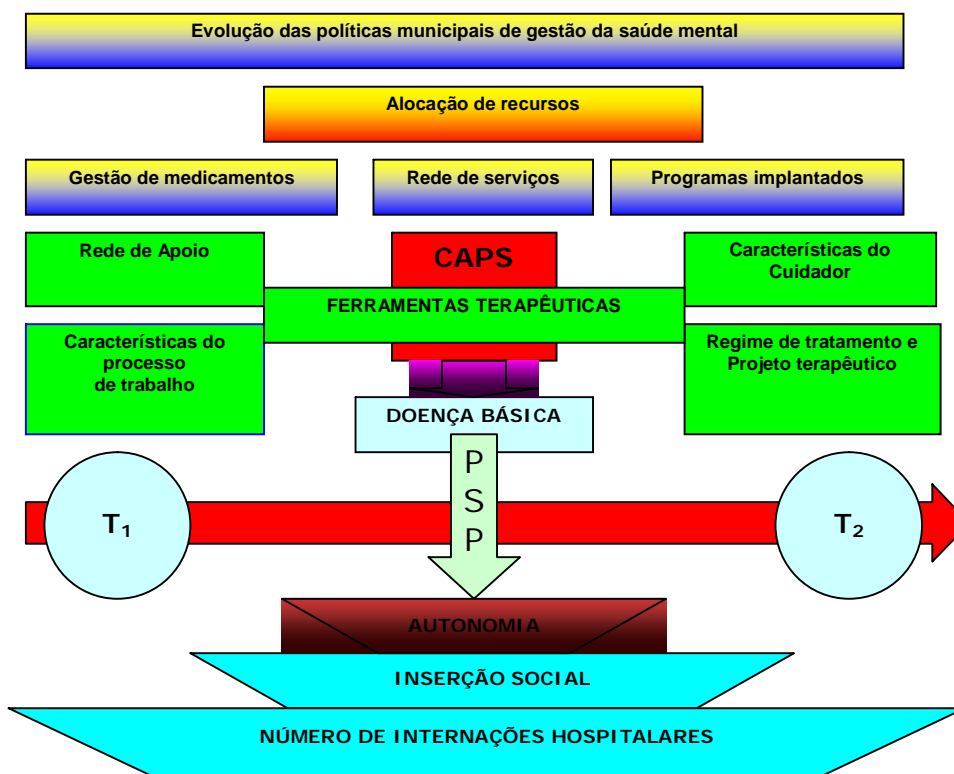 Evolução das políticas municipais de gestão da saúde mental
Alocação de recursos
Gestão de medicamentos
Rede de serviços
Programas implantados
Rede de Apoio
CAPS
Características do
Cuidador
FERRAMENTAS TERAPÊUTICAS
Características do
processo
de trabalho
Regime de tratamento e
Projeto terapêutico
DOENÇA BÁSICA
P
S
P
T1
T2
AUTONOMIA
INSERÇÃO SOCIAL
NÚMERO DE INTERNAÇÕES HOSPITALARES